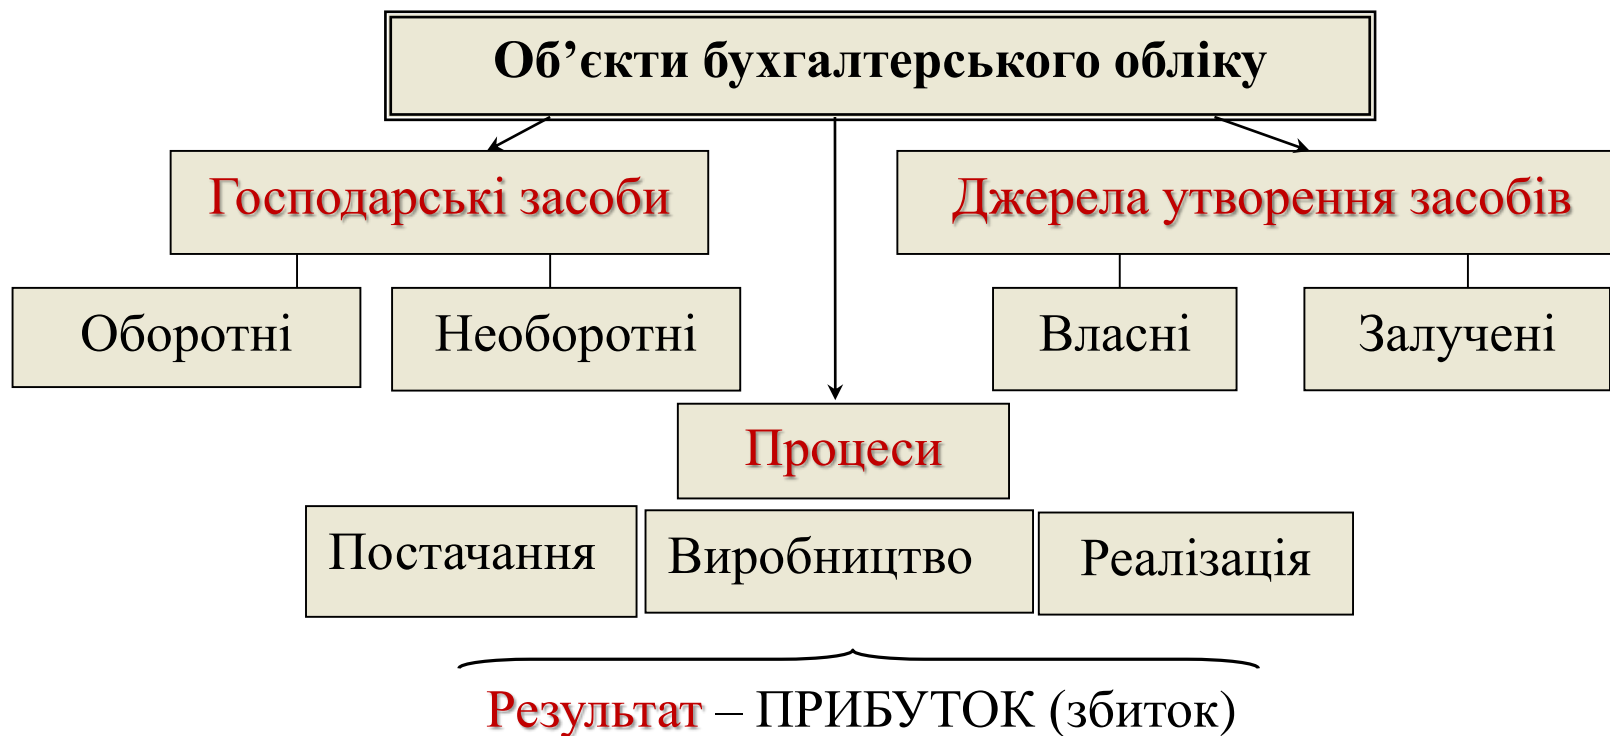 Об’єкти бухгалтерського обліку
Господарські засоби
Джерела утворення засобів
Оборотні
Необоротні
Власні
Залучені
Процеси
Постачання
Виробництво
Реалізація
Результат – ПРИБУТОК (збиток)